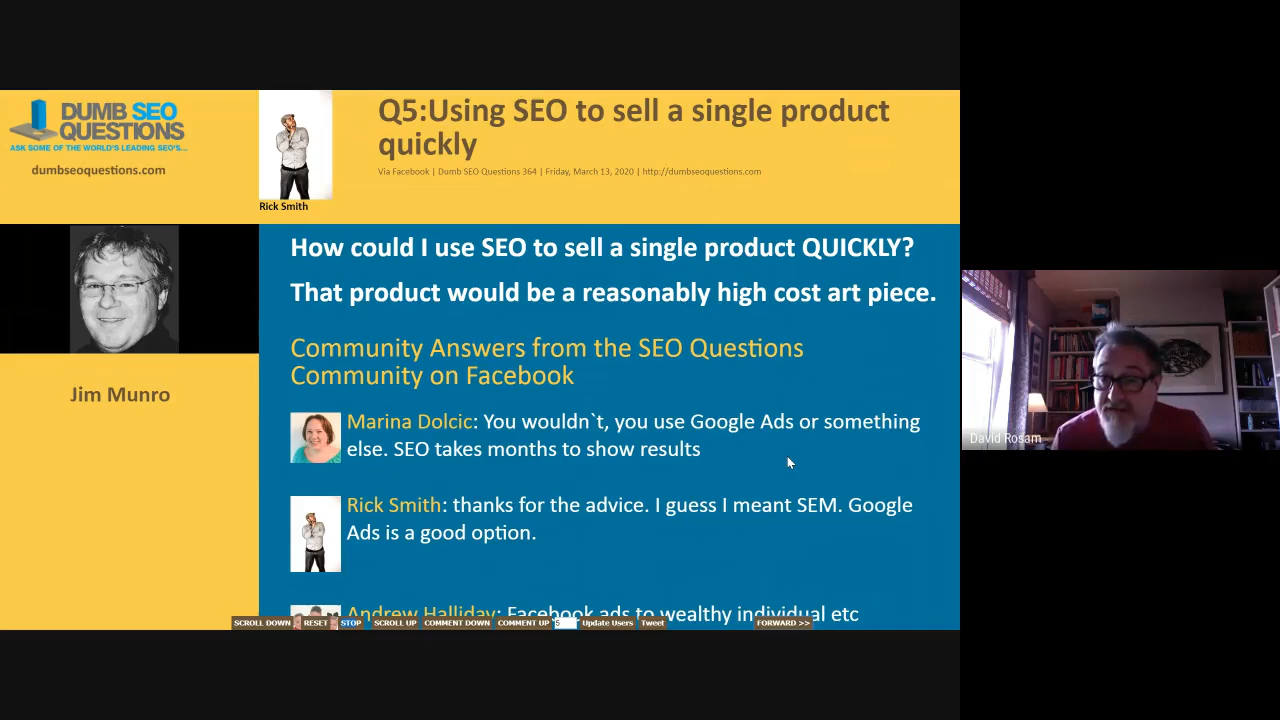 DUMB SEO
QUESTIONS
ASK SOME OF THE WORLD'S LEADING SEO'S...
dumbseoquestions.com
Rick Smith
Q5:Using SEO to sell a single product
quickly
Via Facebook | Dumb SEO Questions 364 | Friday, March 13, 2020 | http://dumbseoquestions.com
Jim Munro
How could I use SEO to sell a single product QUICKLY?
That product would be a reasonably high cost art piece.
Community Answers from the SEO Questions
Community on Facebook
Marina Dolcic: You wouldn`t, you use Google Ads or something
else. SEO takes months to show results
Rick Smith: thanks for the advice. I guess I meant SEM. Google
Ads is a good option.
Andrew Halliday: Facebook ads to wealthy individual etc
SCROLL DOWN RESET STOP SCROLL UP COMMENT DOWN COMMENT UP 5 Update Users Tweet FORWARD >>
David Rosam